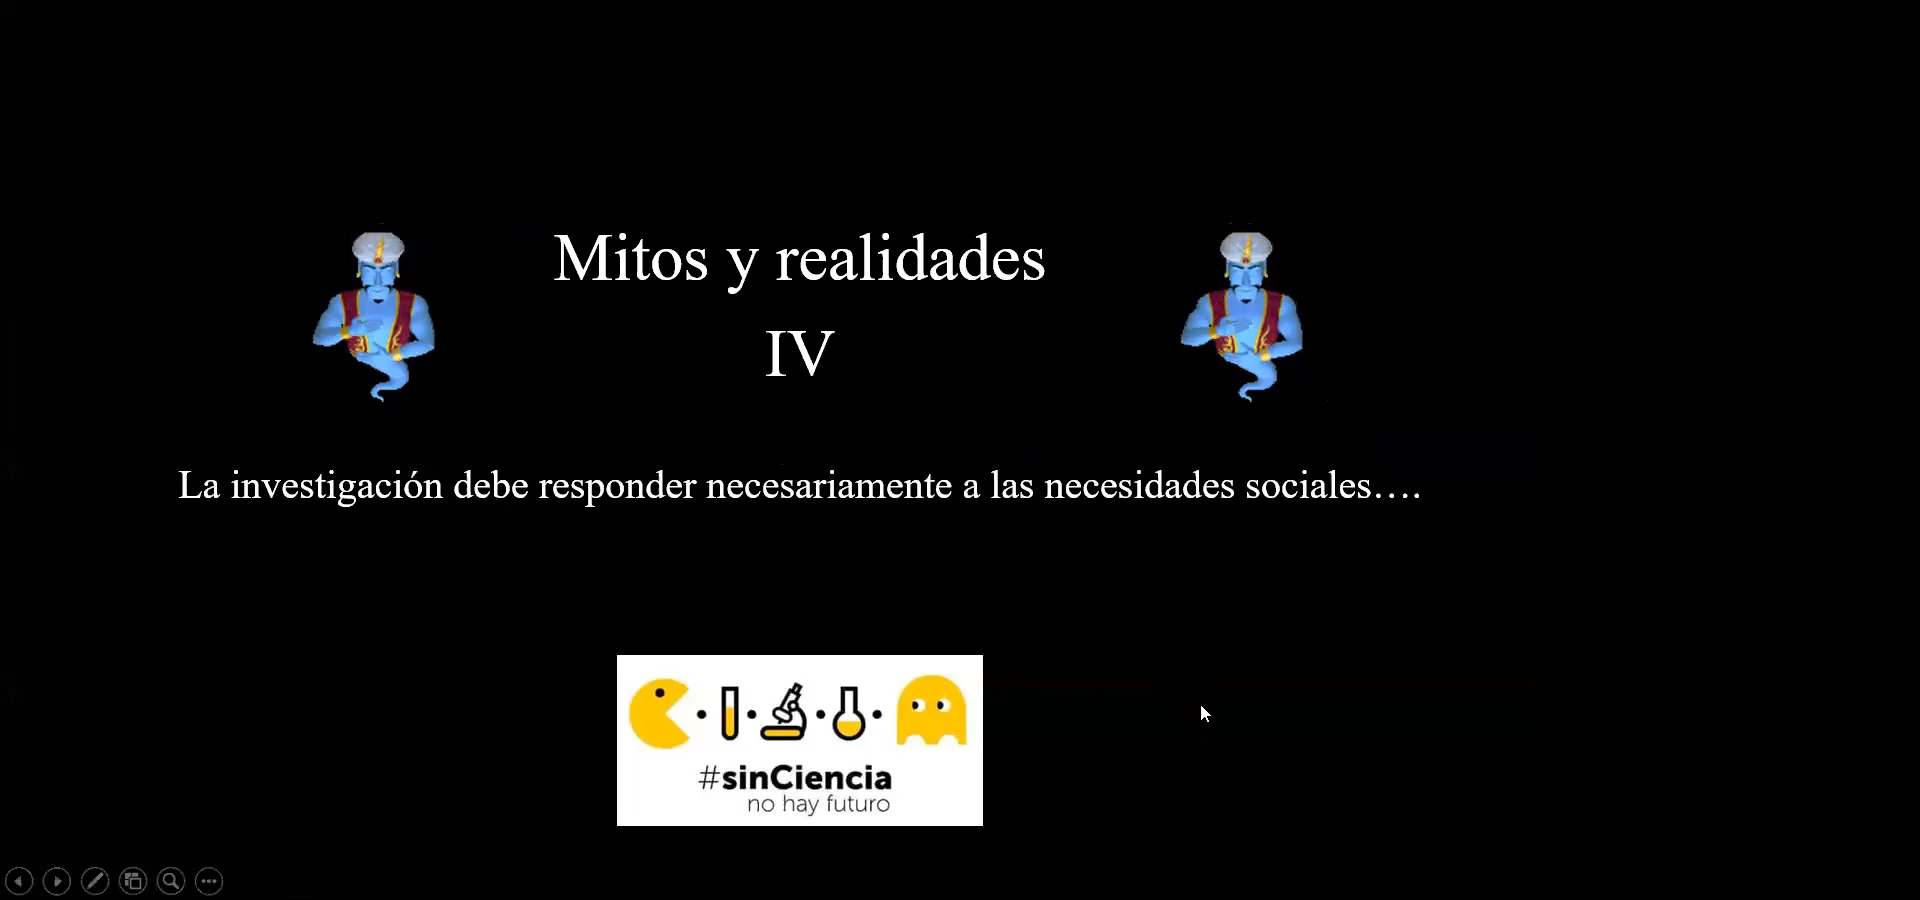 Mitos y realidades
IV
La investigación debe responder necesariamente a las necesidades sociales….
#sinCiencia
no hay futuro